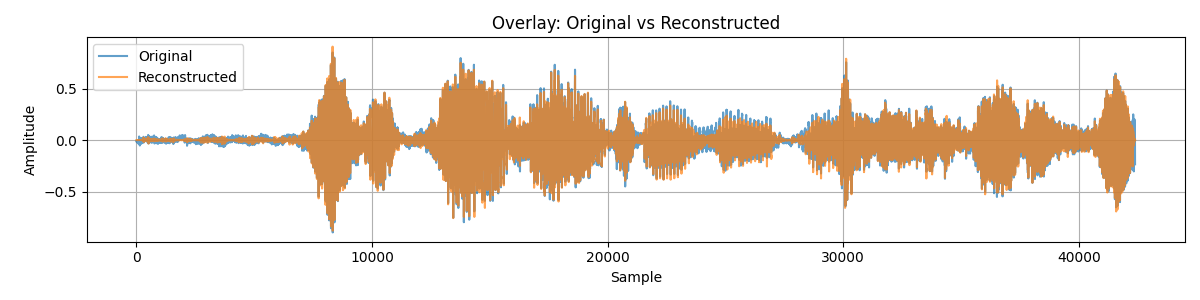 Overlay: Original vs Reconstructed
Original
Reconstructed
0.5
0.0
−0.5
Amplitude
0 10000 20000 30000 40000
Sample